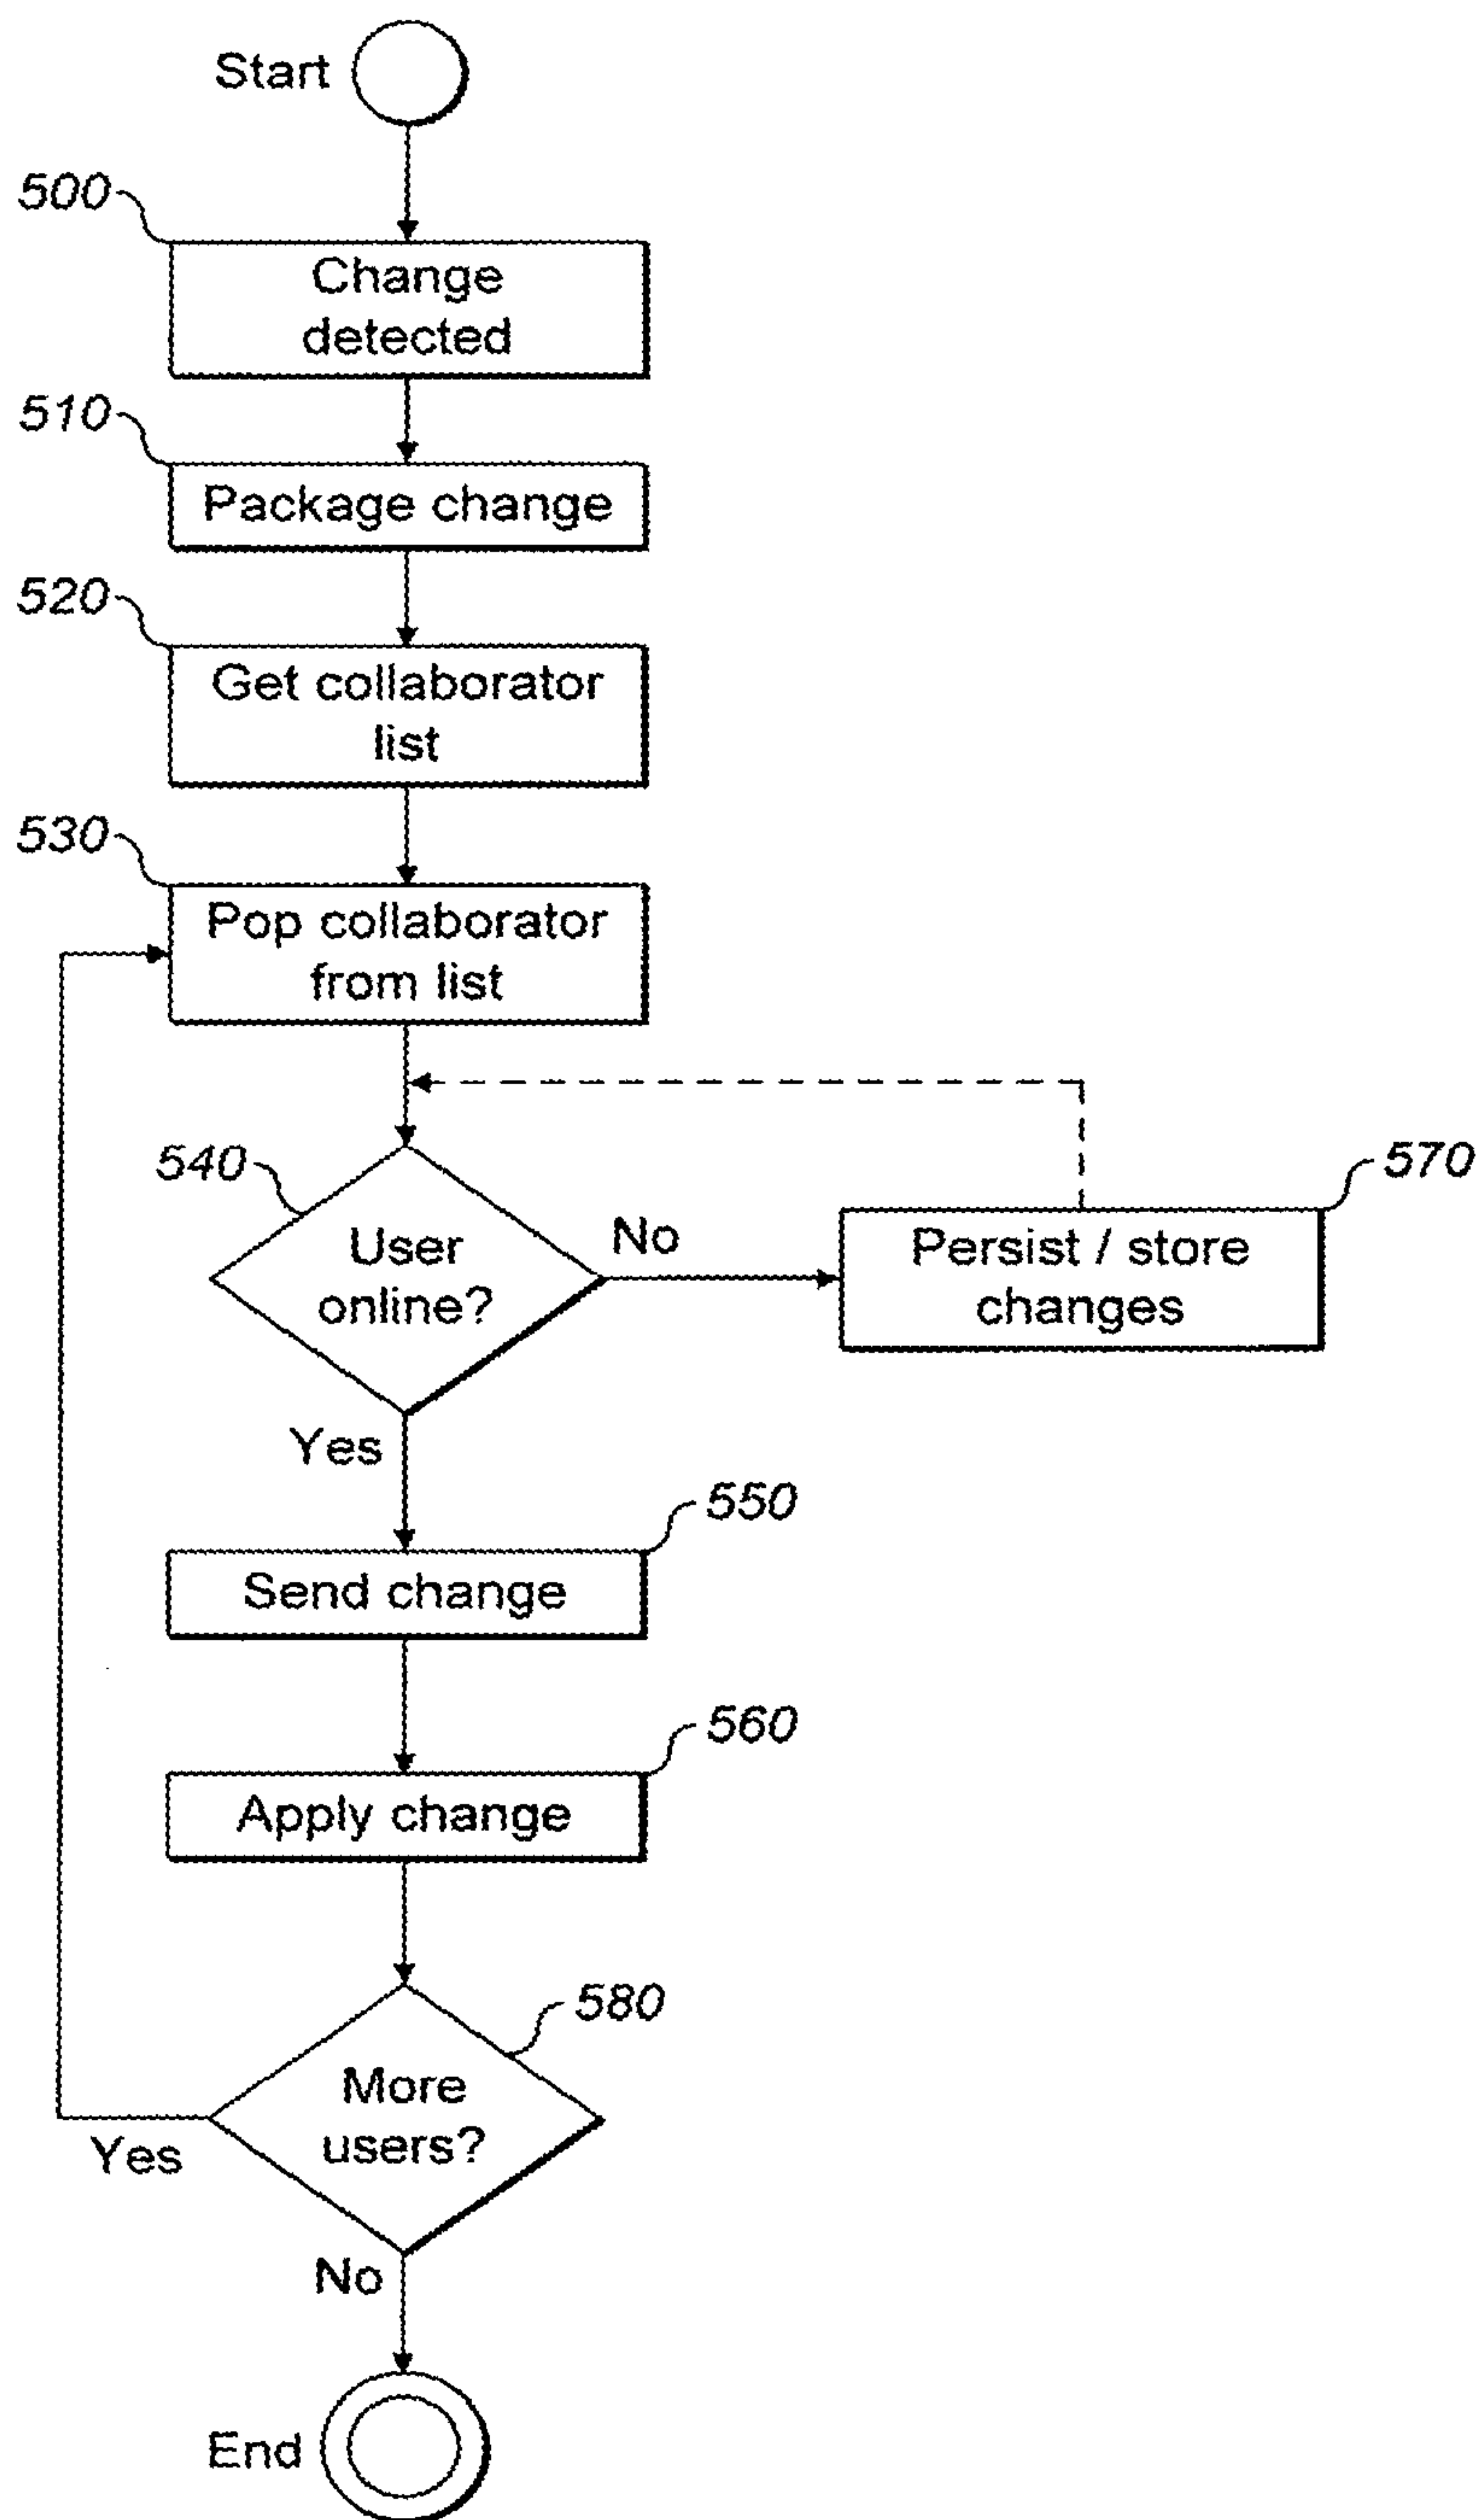 Start
500
Change
detected
510
Package change
520
Get collaborator
list
530
Pop collaborator
from list
540
User
online?
No
570
Persist / store
changes
Yes
550
Send change
560
Apply change
580
More
users?
Yes
No
End